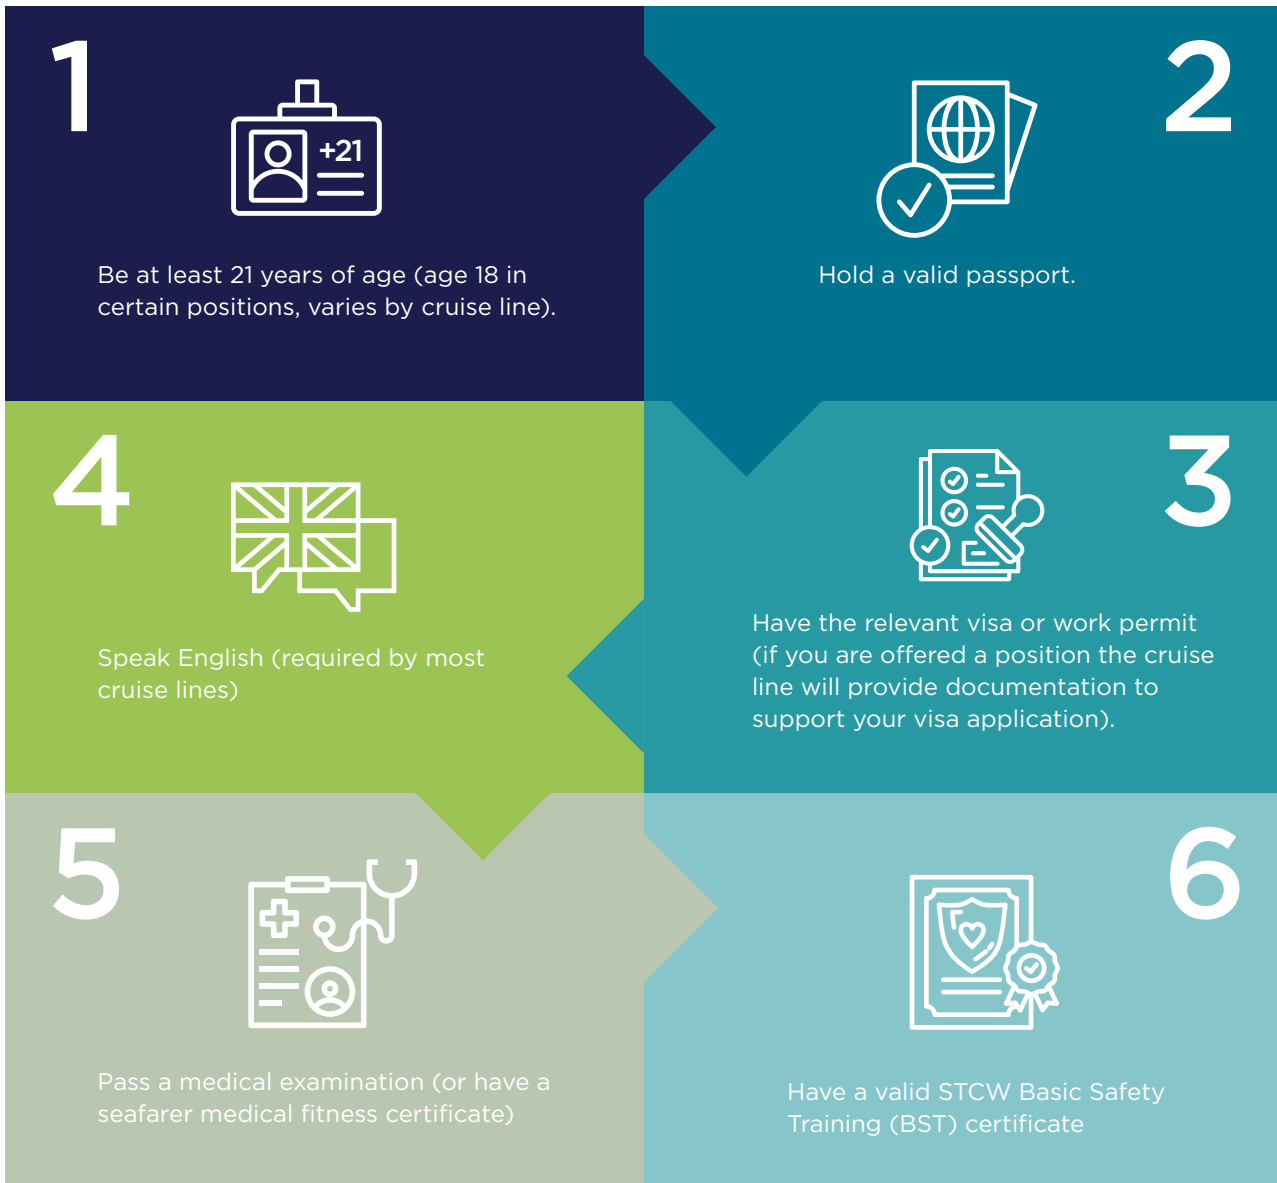 1
+21
Be at least 21 years of age (age 18 in
certain positions, varies by cruise line).
2
Hold a valid passport.
3
Have the relevant visa or work permit
(if you are offered a position the cruise
line will provide documentation to
support your visa application).
4
Speak English (required by most
cruise lines)
5
Pass a medical examination (or have a
seafarer medical fitness certificate)
6
Have a valid STCW Basic Safety
Training (BST) certificate